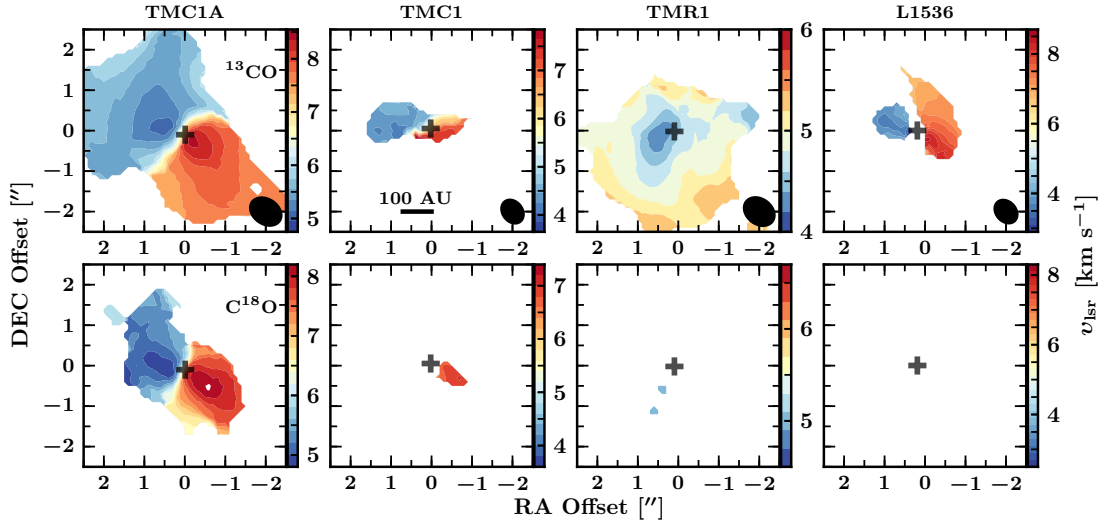 TMC1A TMC1 TMR1 L1536
¹³CO
100 AU
2 1 0 −1 −2
8 7 6 5
8 7 6 5 4
6 5 4
8 6 4
2 1 0 −1 −2
2 1 0 −1 −2
2 1 0 −1 −2
2 1 0 −1 −2
C¹⁸O
2 1 0 −1 −2
8 7 6 5
7 6 5 4
6 5
8 6 4
2 1 0 −1 −2
2 1 0 −1 −2
2 1 0 −1 −2
2 1 0 −1 −2
DEC Offset [′′]
RA Offset [′′]
v_lsr [km s⁻¹]